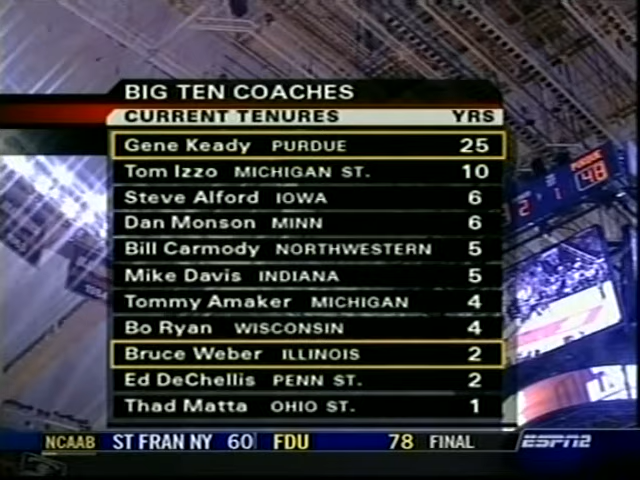 BIG TEN COACHES
CURRENT TENURES YRS
Gene Keady PURDUE 25
Tom Izzo MICHIGAN ST. 10
Steve Alford IOWA 6
Dan Monson MINN 6
Bill Carmody NORTHWESTERN 5
Mike Davis INDIANA 5
Tommy Amaker MICHIGAN 4
Bo Ryan WISCONSIN 4
Bruce Weber ILLINOIS 2
Ed DeChellis PENN ST. 2
Thad Matta OHIO ST. 1
PURDUE
48
2
NCAAB ST FRAN NY 60 FDU 78 FINAL ESPN2